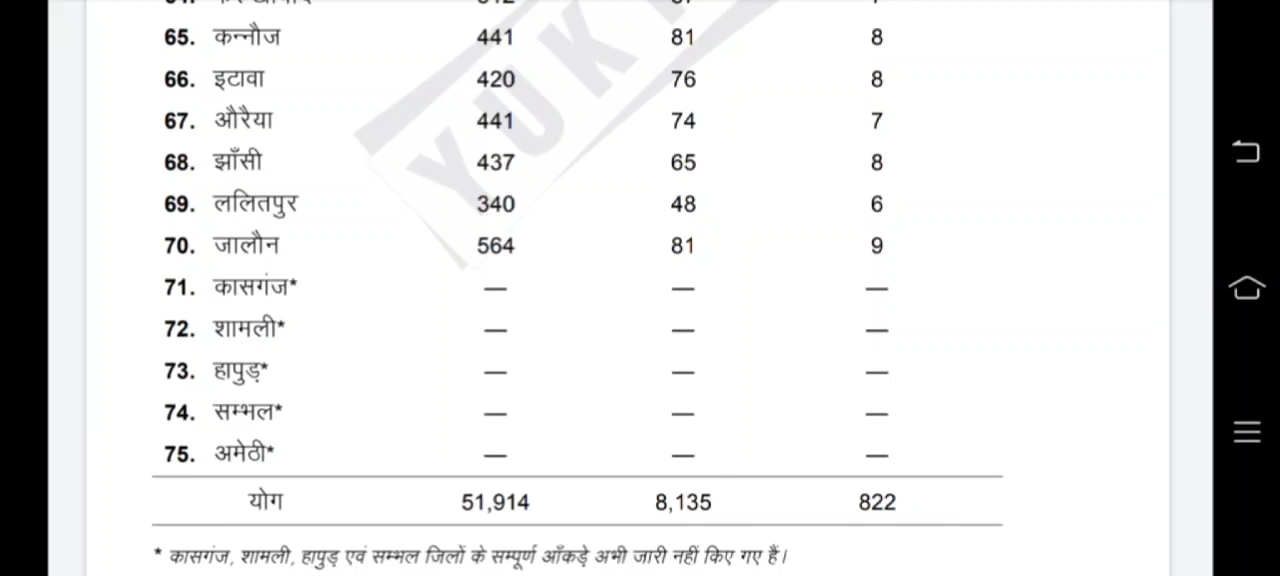 65. कन्नौज 441 81 8
66. इटावा 420 76 8
67. औरैया 441 74 7
68. झाँसी 437 65 8
69. ललितपुर 340 48 6
70. जालौन 564 81 9
71. कासगंज* — — —
72. शामली* — — —
73. हापुड़* — — —
74. सम्भल* — — —
75. अमेठी* — — —
योग 51,914 8,135 822
* कासगंज, शामली, हापुड़ एवं सम्भल जिलों के सम्पूर्ण आँकड़े अभी जारी नहीं किए गए हैं।
YUK